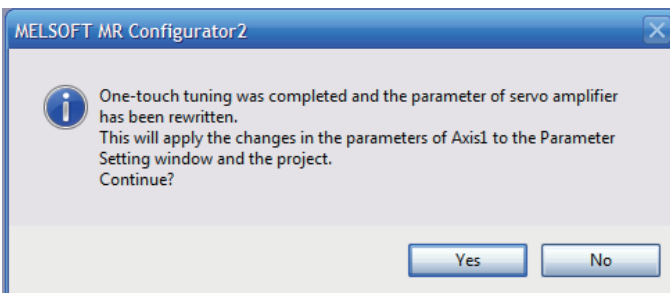 MELSOFT MR Configurator2
One-touch tuning was completed and the parameter of servo amplifier
has been rewritten.
This will apply the changes in the parameters of Axis1 to the Parameter
Setting window and the project.
Continue?
Yes
No